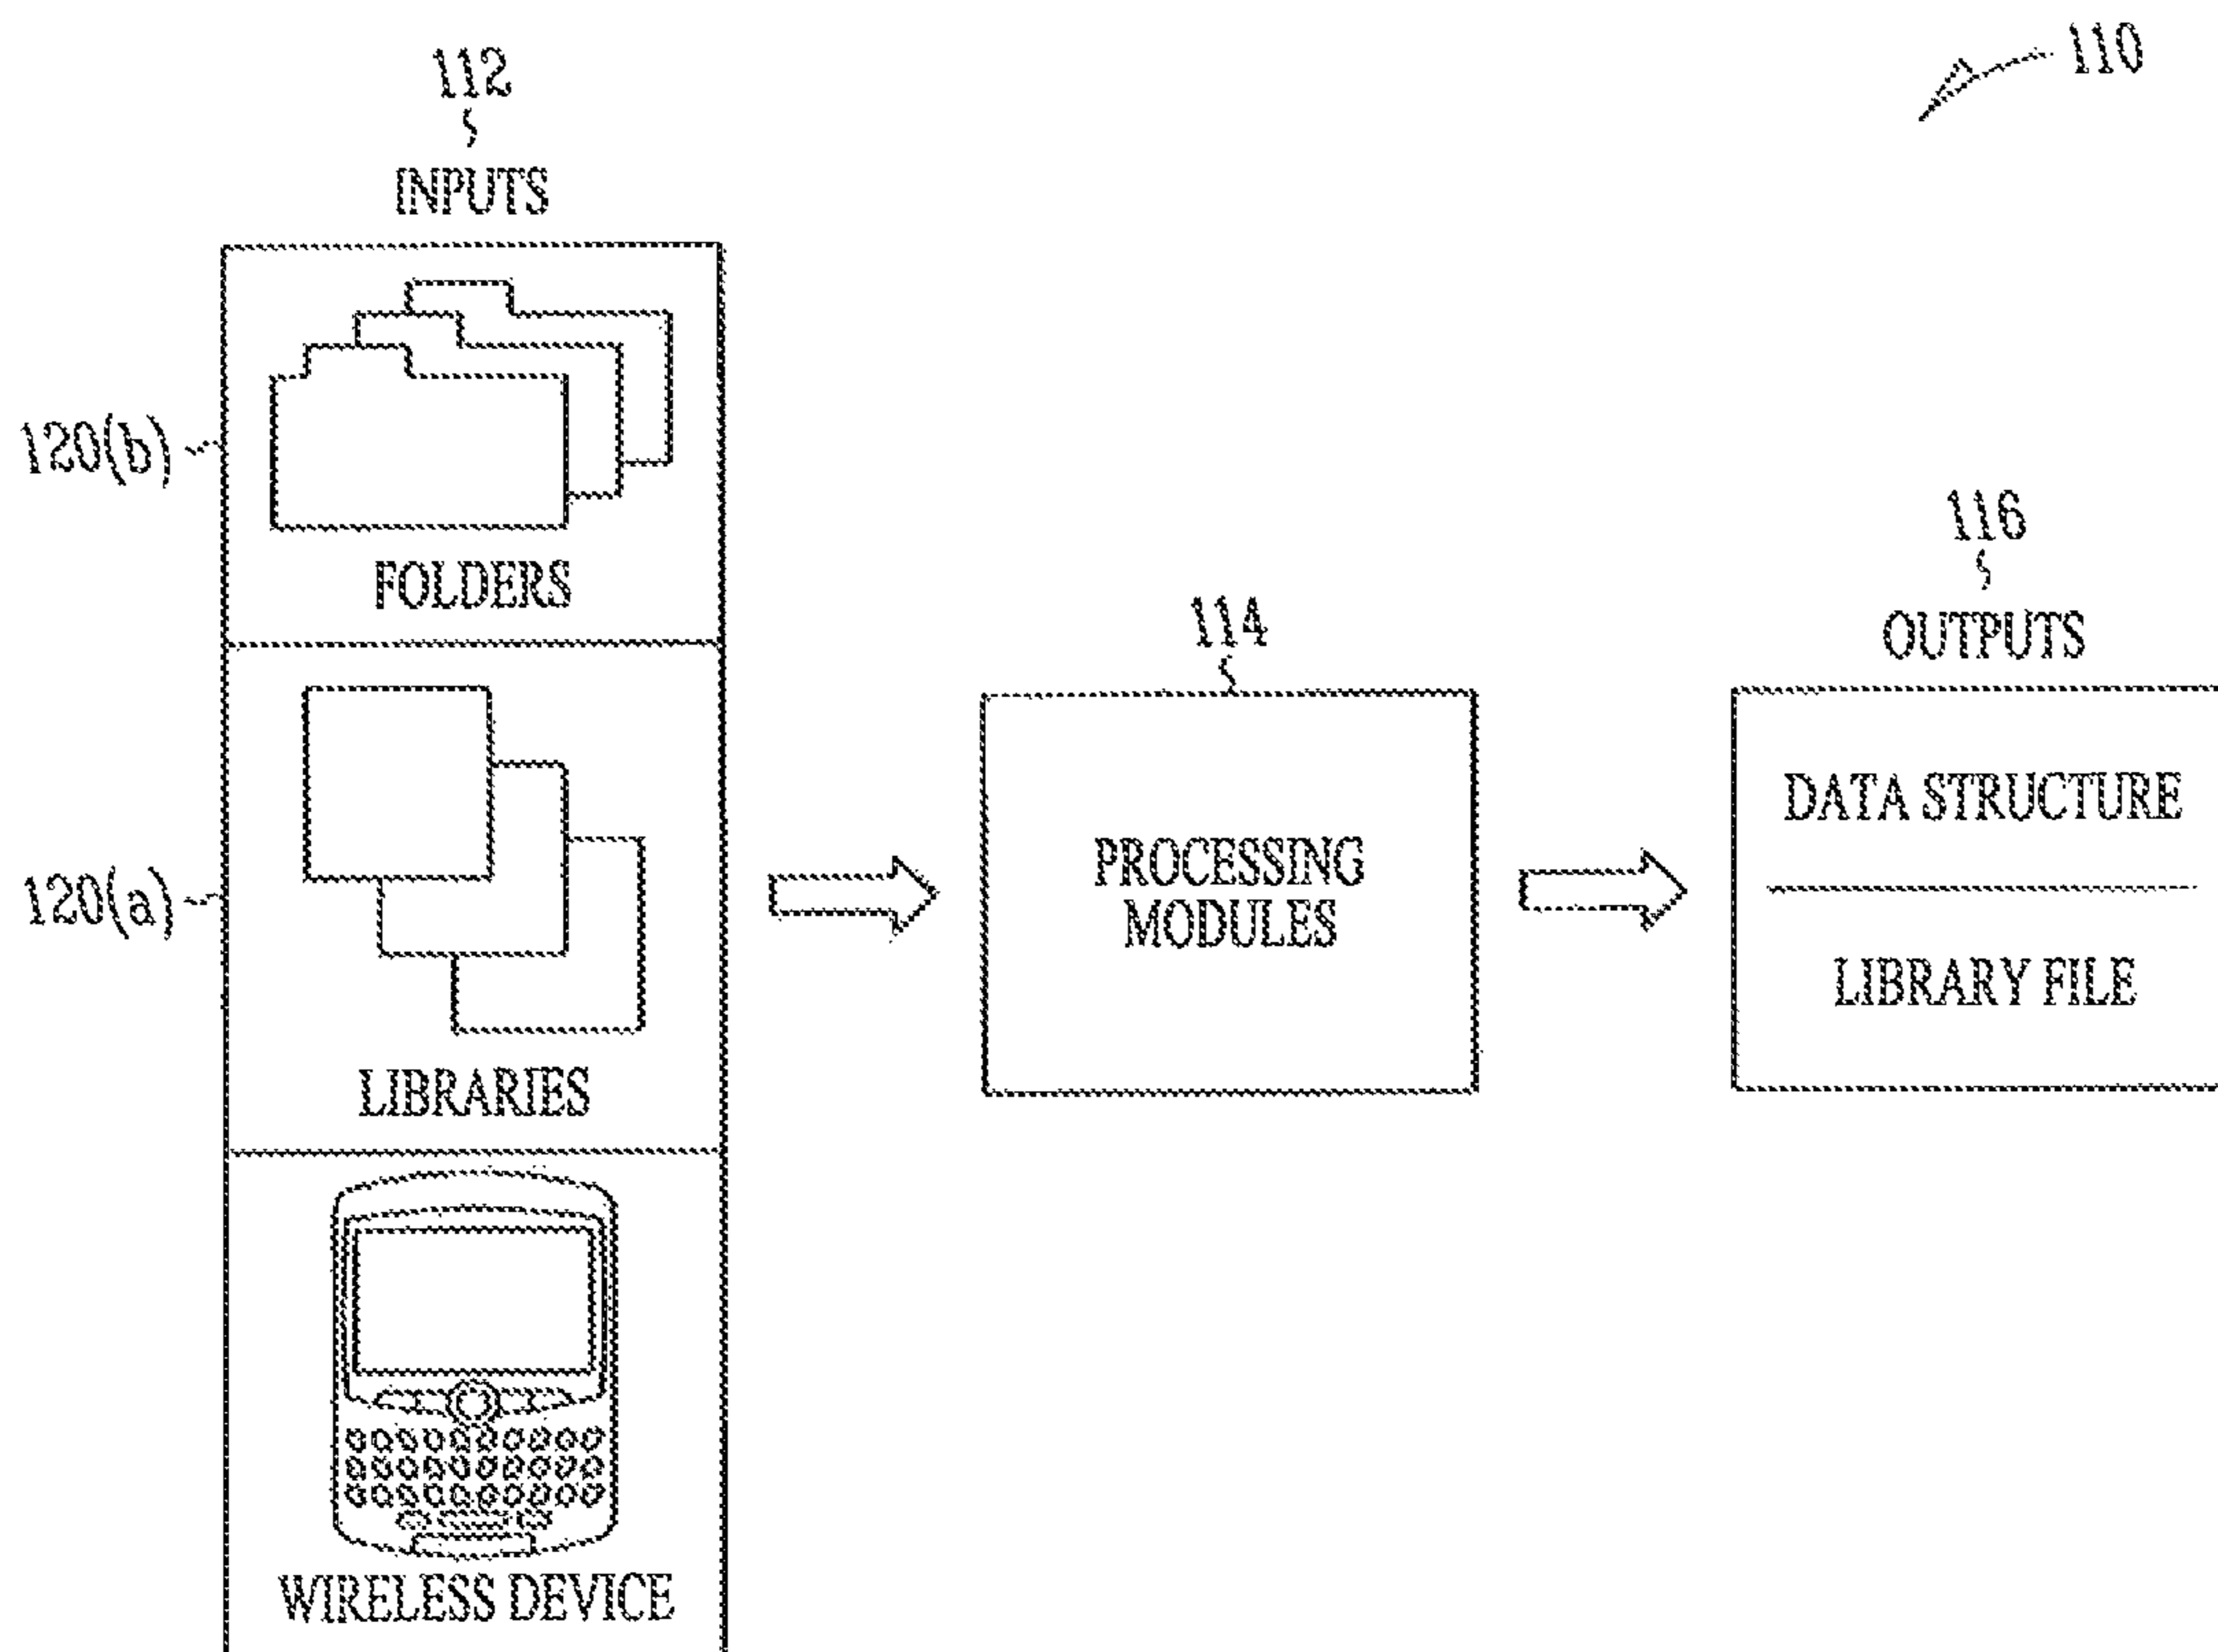 110
112
INPUTS
120(b)
FOLDERS
120(a)
LIBRARIES
WIRELESS DEVICE
114
PROCESSING
MODULES
116
OUTPUTS
DATA STRUCTURE
LIBRARY FILE